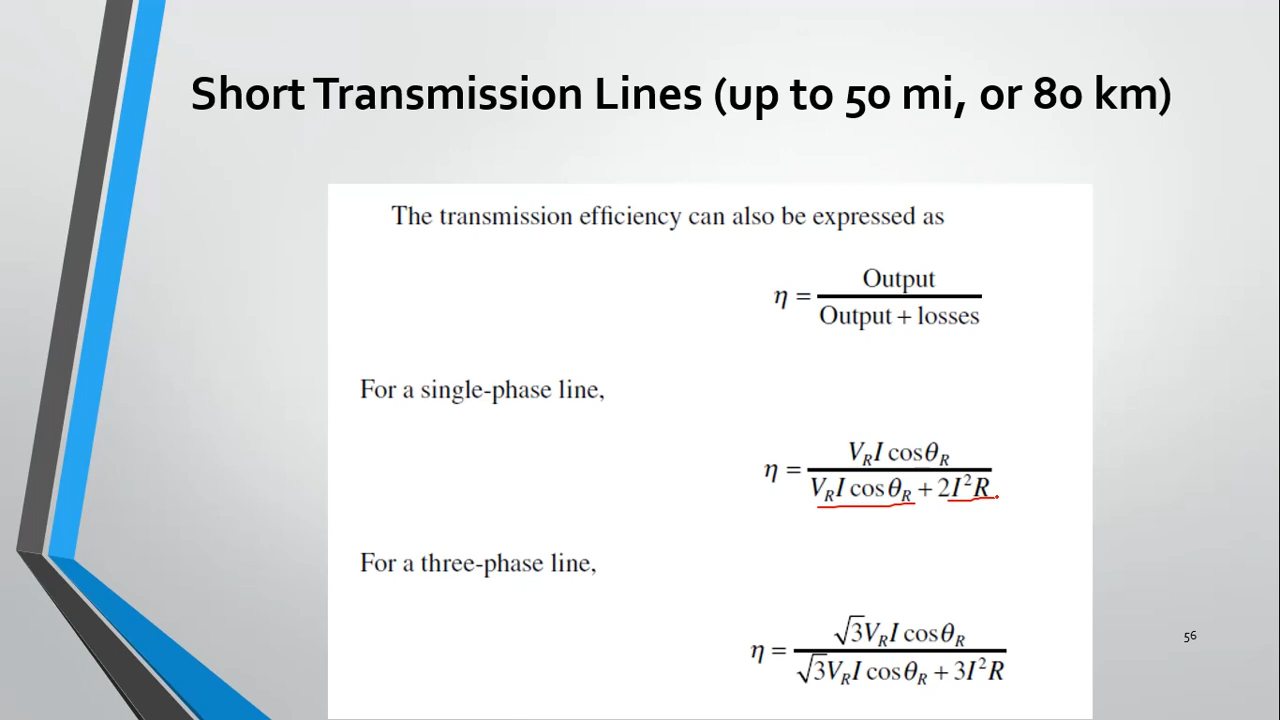 Short Transmission Lines (up to 50 mi, or 80 km)
The transmission efficiency can also be expressed as
η = Output / Output + losses
For a single-phase line,
η = V_R I cosθ_R / V_R I cosθ_R + 2I²R
For a three-phase line,
η = √3V_R I cosθ_R / √3V_R I cosθ_R + 3I²R
56